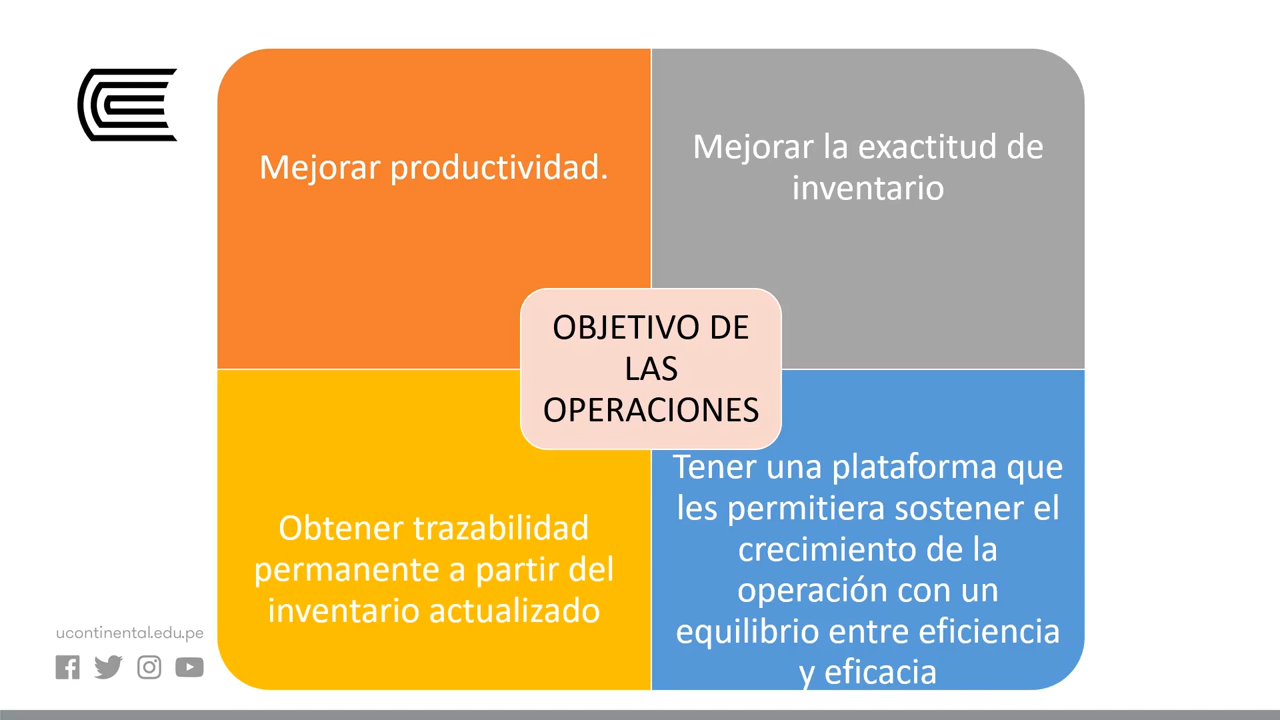 Mejorar productividad.
Mejorar la exactitud de
inventario
OBJETIVO DE
LAS
OPERACIONES
Obtener trazabilidad
permanente a partir del
inventario actualizado
Tener una plataforma que
les permitiera sostener el
crecimiento de la
operación con un
equilibrio entre eficiencia
y eficacia
ucontinental.edu.pe